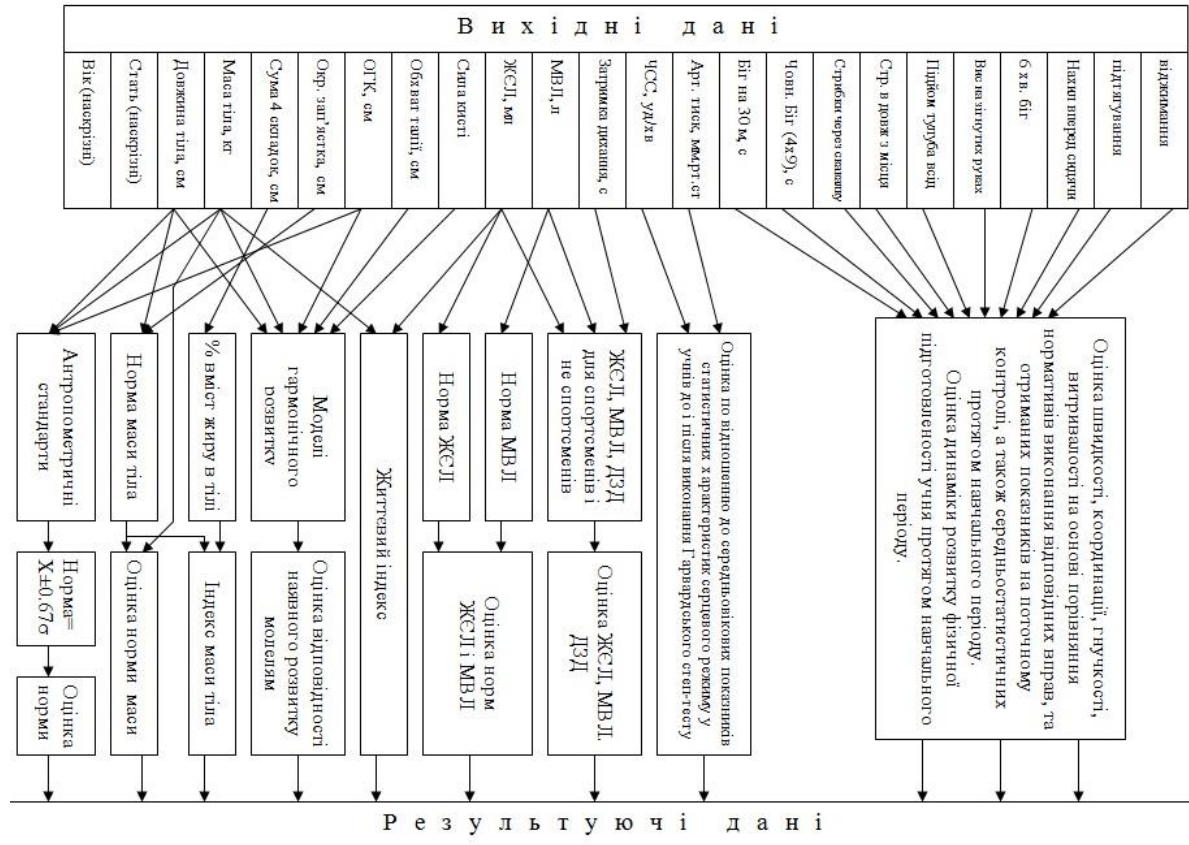 Вихідні дані
Вік (наскрізні)
Стать (наскрізні)
Довжина тіла, см
Маса тіла, кг
Сума 4 складок, см
Окр. зап’ястка, см
ОГК, см
Обхват талії, см
Сила кисті
ЖЄЛ, мл
МВЛ, л
Затримка дихання, с
ЧСС, уд/хв
Арт. тиск, мм.рт.ст
Біг на 30 м, с
Човн. Біг (4х9), с
Стрибки через скакалку
Стр. в довж з місця
Підйом тулуба всід
Вис на зігнутих руках
6 хв. біг
Нахил вперед сидячи
підтягування
віджимання
Антропометричні
стандарти
Норма маси тіла
% вміст жиру в тілі
Моделі
гармонічного
розвитку
Життєвий індекс
Норма ЖЄЛ
Норма МВЛ
ЖЄЛ, МВЛ, ДЗД
для спортсменів і
не спортсменів
Оцінка по відношенню до середньовікових показників
статистичних характеристик серцевого режиму у
учнів до і після виконання Гарвардського степ-тесту
Оцінка швидкості, координації, гнучкості,
витривалості на основі порівняння
нормативів виконання відповідних вправ, та
отриманих показників на поточному
контролі, а також середньостатистичних
протягом навчального періоду.
Оцінка динаміки розвитку фізичної
підготовленості учня протягом навчального
періоду.
Норма=
X±0.67σ
Оцінка норми маси
Індекс маси тіла
Оцінка відповідності
наявного розвитку
моделям
Оцінка норм
ЖЄЛ і МВЛ
Оцінка ЖЄЛ, МВЛ.
ДЗД
Оцінка
норми
Результуючі дані